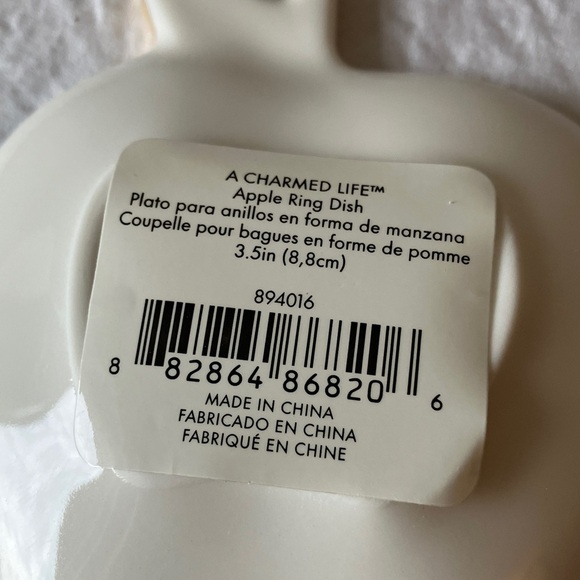 A CHARMED LIFE™
Apple Ring Dish
Plato para anillos en forma de manzana
Coupelle pour bagues en forme de pomme
3.5in (8,8cm)
894016
8 82864 86820 6
MADE IN CHINA
FABRICADO EN CHINA
FABRIQUÉ EN CHINE